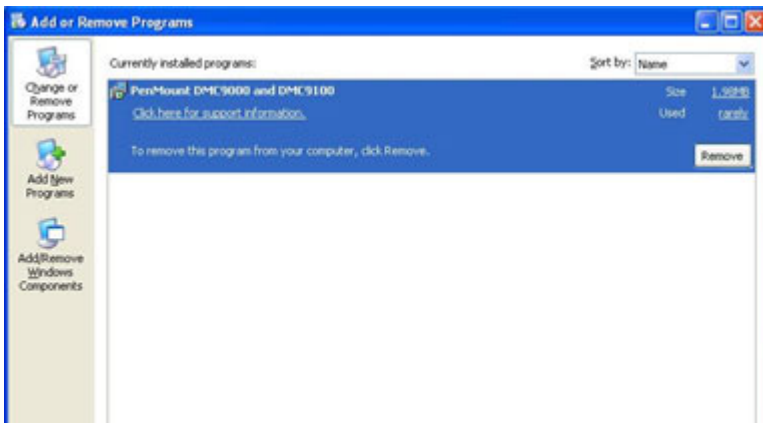 Add or Remove Programs
Change or
Remove
Programs
Currently installed programs:
Sort by: Name
PenMount DMC9000 and DMC9100
Size 1.98MB
Click here for support information.
Used rarely
To remove this program from your computer, click Remove.
Remove
Add New
Programs
Add/Remove
Windows
Components